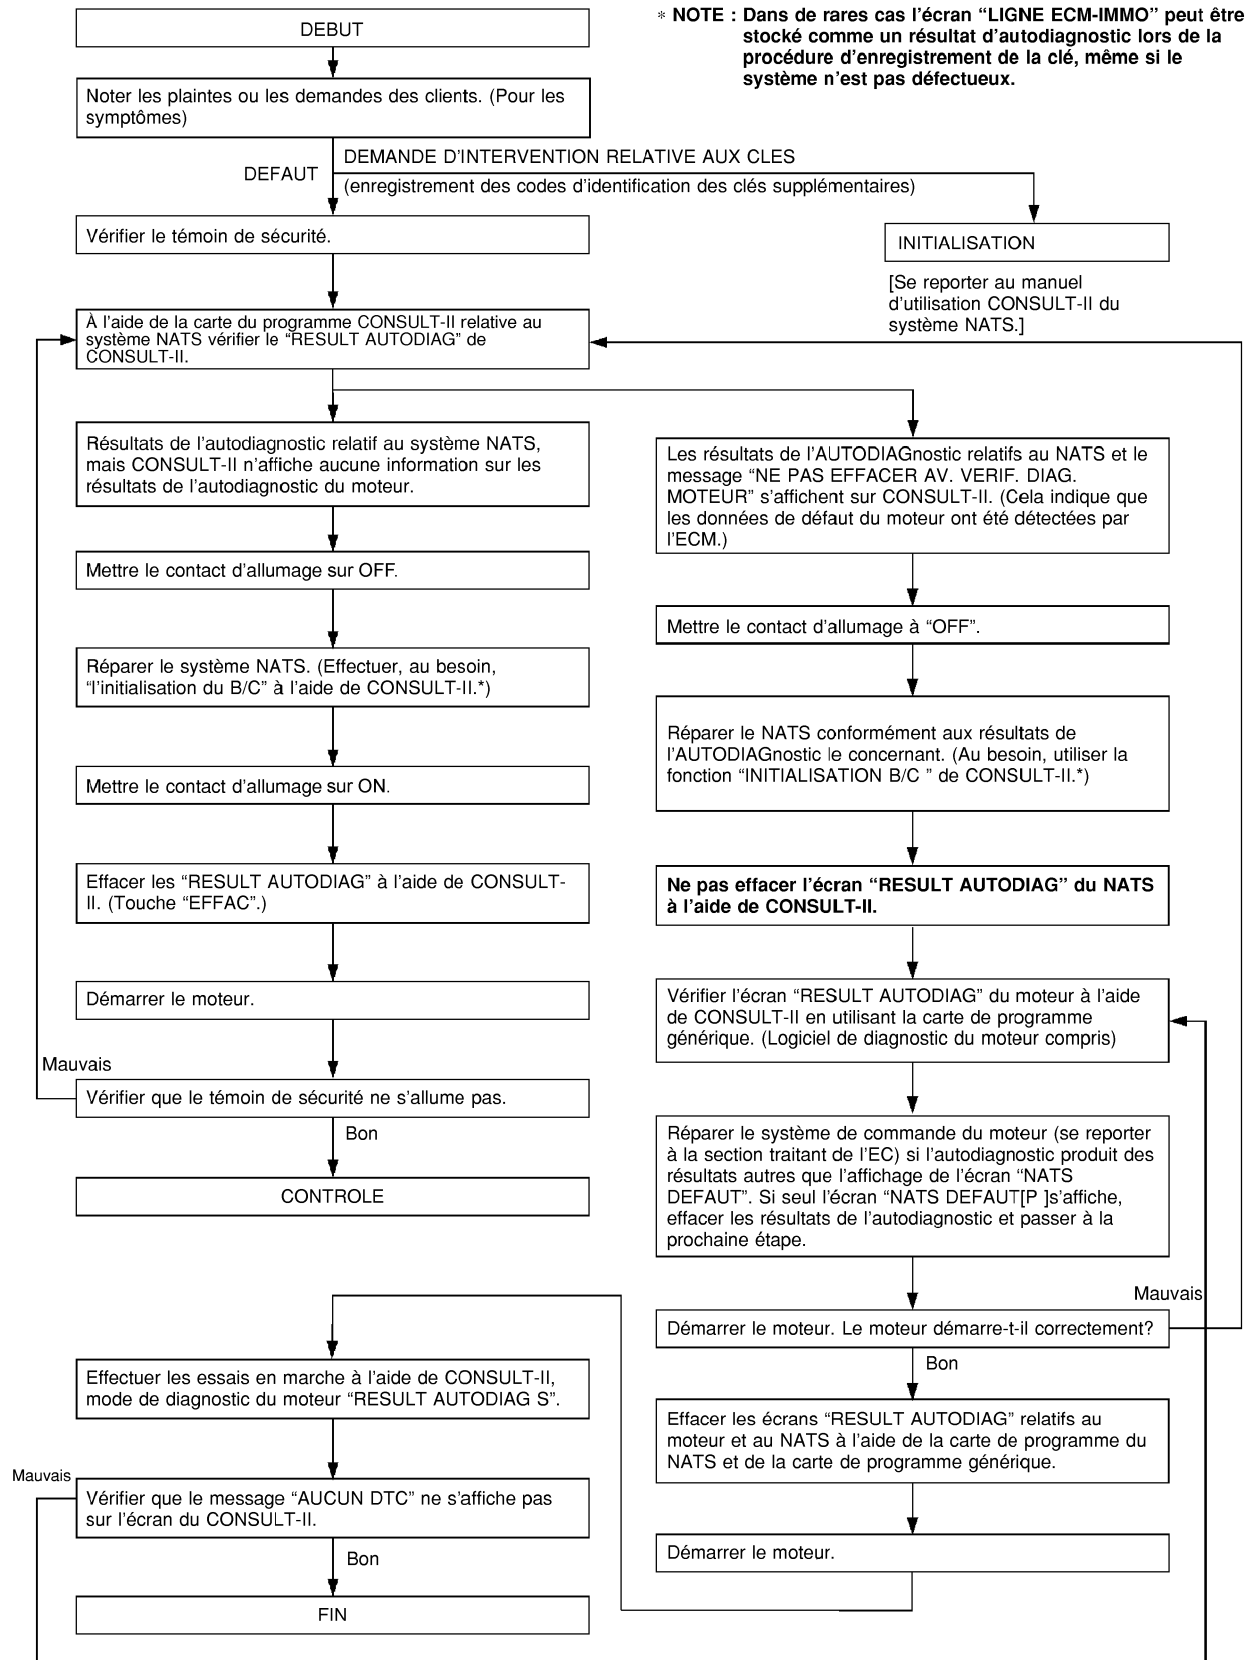 DEBUT
* NOTE : Dans de rares cas l'écran “LIGNE ECM-IMMO” peut être
stocké comme un résultat d'autodiagnostic lors de la
procédure d'enregistrement de la clé, même si le
système n'est pas défectueux.
Noter les plaintes ou les demandes des clients. (Pour les
symptômes)
DEFAUT
DEMANDE D'INTERVENTION RELATIVE AUX CLES
(enregistrement des codes d'identification des clés supplémentaires)
Vérifier le témoin de sécurité.
INITIALISATION
[Se reporter au manuel
d'utilisation CONSULT-II du
système NATS.]
À l'aide de la carte du programme CONSULT-II relative au
système NATS vérifier le “RESULT AUTODIAG” de
CONSULT-II.
Résultats de l'autodiagnostic relatif au système NATS,
mais CONSULT-II n'affiche aucune information sur les
résultats de l'autodiagnostic du moteur.
Mettre le contact d'allumage sur OFF.
Réparer le système NATS. (Effectuer, au besoin,
“l'initialisation du B/C” à l'aide de CONSULT-II.*)
Mettre le contact d'allumage sur ON.
Effacer les “RESULT AUTODIAG” à l'aide de CONSULT-
II. (Touche “EFFAC”.)
Démarrer le moteur.
Mauvais
Vérifier que le témoin de sécurité ne s'allume pas.
Bon
CONTROLE
Les résultats de l'AUTODIAGnostic relatifs au NATS et le
message “NE PAS EFFACER AV. VERIF. DIAG.
MOTEUR” s'affichent sur CONSULT-II. (Cela indique que
les données de défaut du moteur ont été détectées par
l'ECM.)
Mettre le contact d'allumage à “OFF”.
Réparer le NATS conformément aux résultats de
l'AUTODIAGnostic le concernant. (Au besoin, utiliser la
fonction “INITIALISATION B/C ” de CONSULT-II.*)
Ne pas effacer l'écran “RESULT AUTODIAG” du NATS
à l'aide de CONSULT-II.
Vérifier l'écran “RESULT AUTODIAG” du moteur à l'aide
de CONSULT-II en utilisant la carte de programme
générique. (Logiciel de diagnostic du moteur compris)
Réparer le système de commande du moteur (se reporter
à la section traitant de l'EC) si l'autodiagnostic produit des
résultats autres que l'affichage de l'écran “NATS
DEFAUT”. Si seul l'écran “NATS DEFAUT[P ]s'affiche,
effacer les résultats de l'autodiagnostic et passer à la
prochaine étape.
Mauvais
Démarrer le moteur. Le moteur démarre-t-il correctement?
Bon
Effacer les écrans “RESULT AUTODIAG” relatifs au
moteur et au NATS à l'aide de la carte de programme du
NATS et de la carte de programme générique.
Démarrer le moteur.
Effectuer les essais en marche à l'aide de CONSULT-II,
mode de diagnostic du moteur “RESULT AUTODIAG S”.
Mauvais
Vérifier que le message “AUCUN DTC” ne s'affiche pas
sur l'écran du CONSULT-II.
Bon
FIN